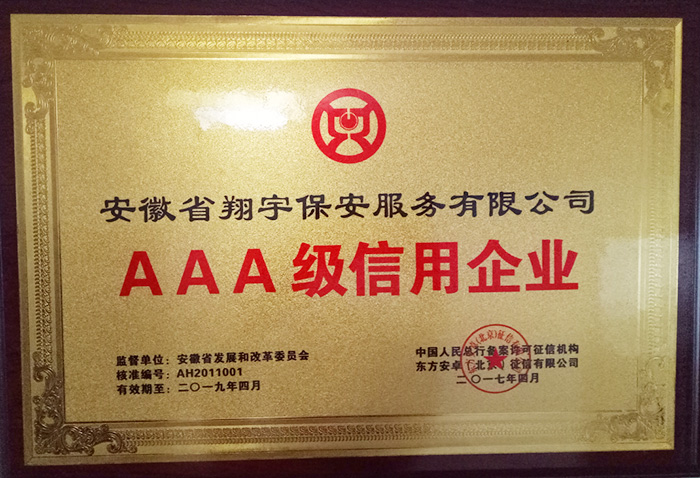 安徽省翔宇保安服务有限公司
AAA级信用企业
监督单位：安徽省发展和改革委员会
核准编号：AH2011001
有效期至：二〇一九年四月
中国人民总行备案许可征信机构
东方安卓（北京）征信有限公司
二〇一七年四月